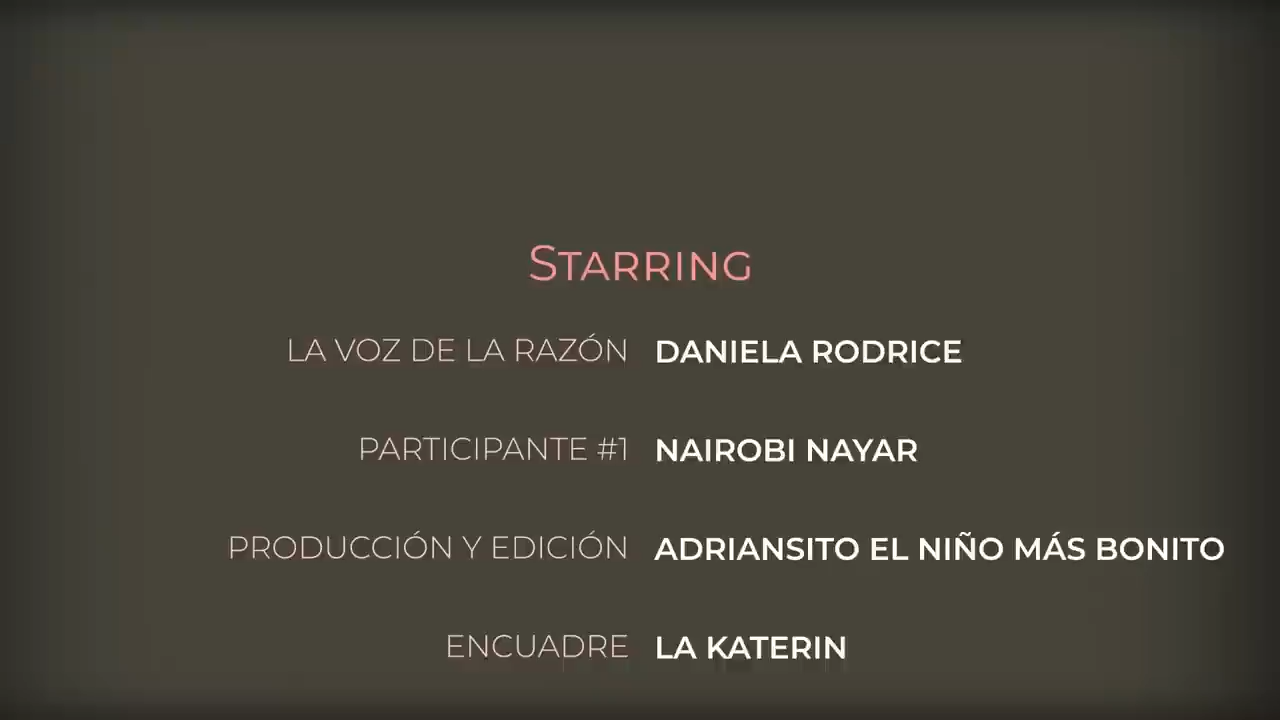 Starring
LA VOZ DE LA RAZÓN DANIELA RODRICE
PARTICIPANTE #1 NAIROBI NAYAR
PRODUCCIÓN Y EDICIÓN ADRIANSITO EL NIÑO MÁS BONITO
ENCUADRE LA KATERIN